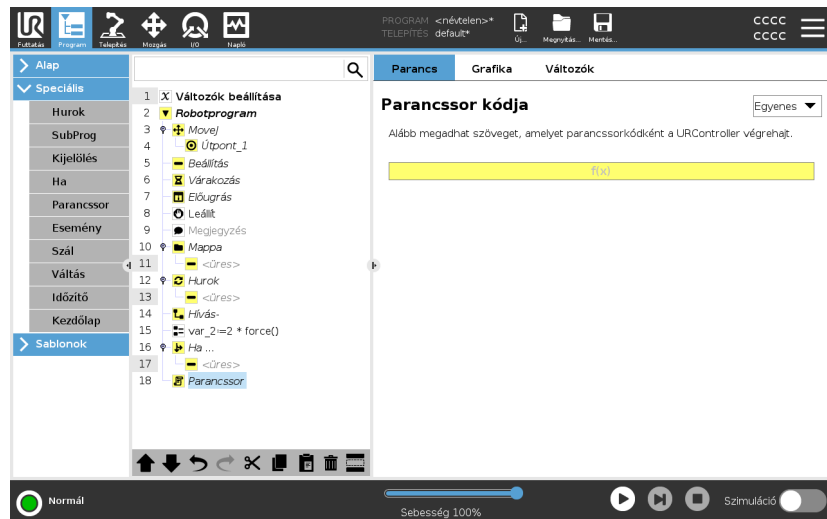 UR
Futtatás Program Telepítés Mozgás I/O Napló
PROGRAM <névtelen>*
TELEPÍTÉS default*
Új... Megnyitás... Mentés...
cccc
cccc
Alap
Speciális
Hurok
SubProg
Kijelölés
Ha
Parancssor
Esemény
Szál
Váltás
Időzítő
Kezdőlap
Sablonok
1 X Változók beállítása
2 Robotprogram
3 MoveJ
4 Útpont_1
5 Beállítás
6 Várakozás
7 Előugrás
8 Leállít
9 Megjegyzés
10 Mappa
11 <üres>
12 Hurok
13 <üres>
14 Hívás-
15 var_2:=2 * force()
16 Ha ...
17 <üres>
18 Parancssor
Parancs Grafika Változók
Parancssor kódja
Egyenes
Alább megadhat szöveget, amelyet parancssorkódként a URController végrehajt.
f(x)
Normál
Sebesség 100%
Szimuláció